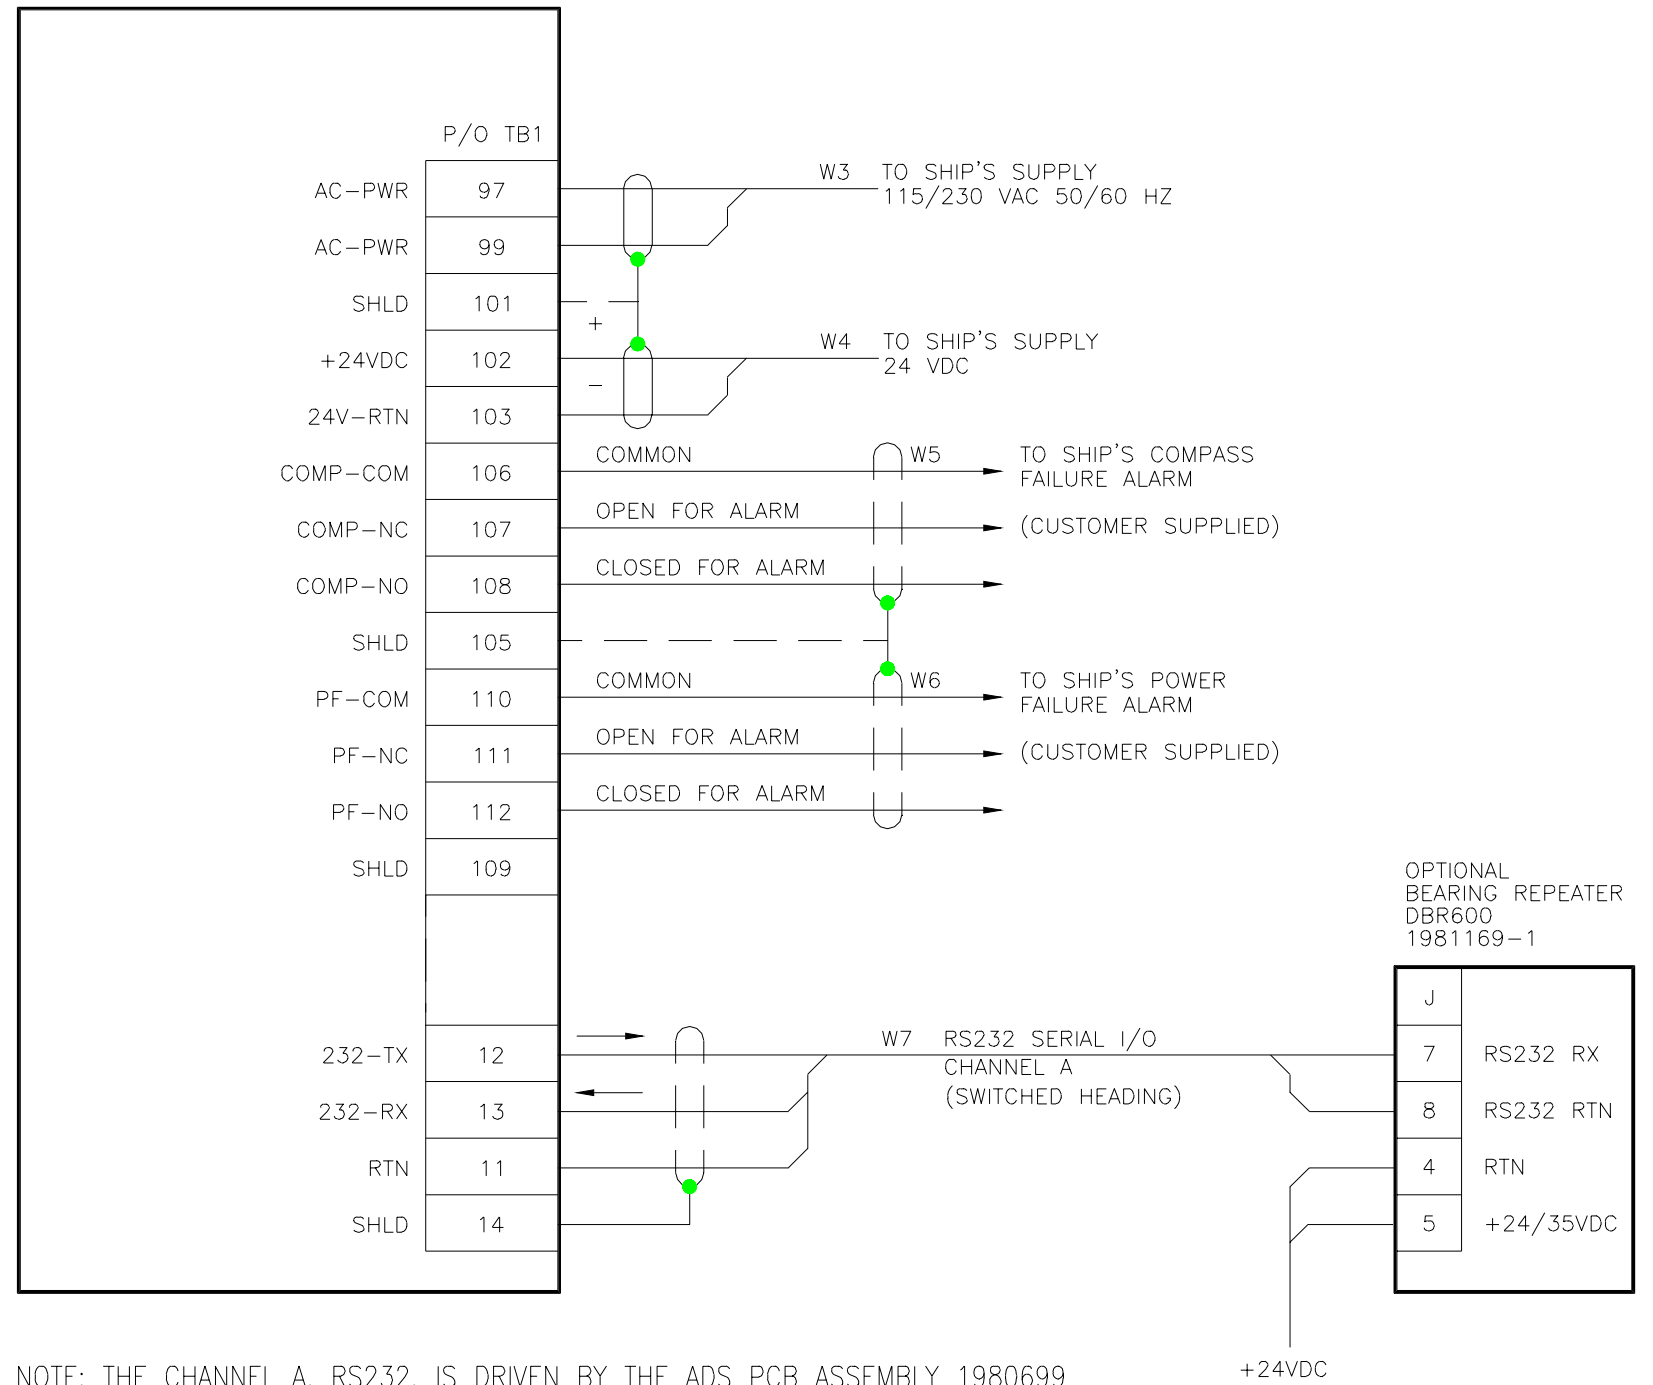 P/O TB1
AC-PWR 97
W3 TO SHIP'S SUPPLY
115/230 VAC 50/60 HZ
AC-PWR 99
SHLD 101
+
+24VDC 102
W4 TO SHIP'S SUPPLY
24 VDC
-
24V-RTN 103
COMP-COM 106
COMMON
W5
TO SHIP'S COMPASS
FAILURE ALARM
COMP-NC 107
OPEN FOR ALARM
(CUSTOMER SUPPLIED)
COMP-NO 108
CLOSED FOR ALARM
SHLD 105
PF-COM 110
COMMON
W6
TO SHIP'S POWER
FAILURE ALARM
PF-NC 111
OPEN FOR ALARM
(CUSTOMER SUPPLIED)
PF-NO 112
CLOSED FOR ALARM
SHLD 109
OPTIONAL
BEARING REPEATER
DBR600
1981169-1
J
232-TX 12
W7 RS232 SERIAL I/O
CHANNEL A
(SWITCHED HEADING)
7 RS232 RX
232-RX 13
8 RS232 RTN
RTN 11
4 RTN
SHLD 14
5 +24/35VDC
+24VDC
NOTE: THE CHANNEL A, RS232, IS DRIVEN BY THE ADS PCB ASSEMBLY 1980699